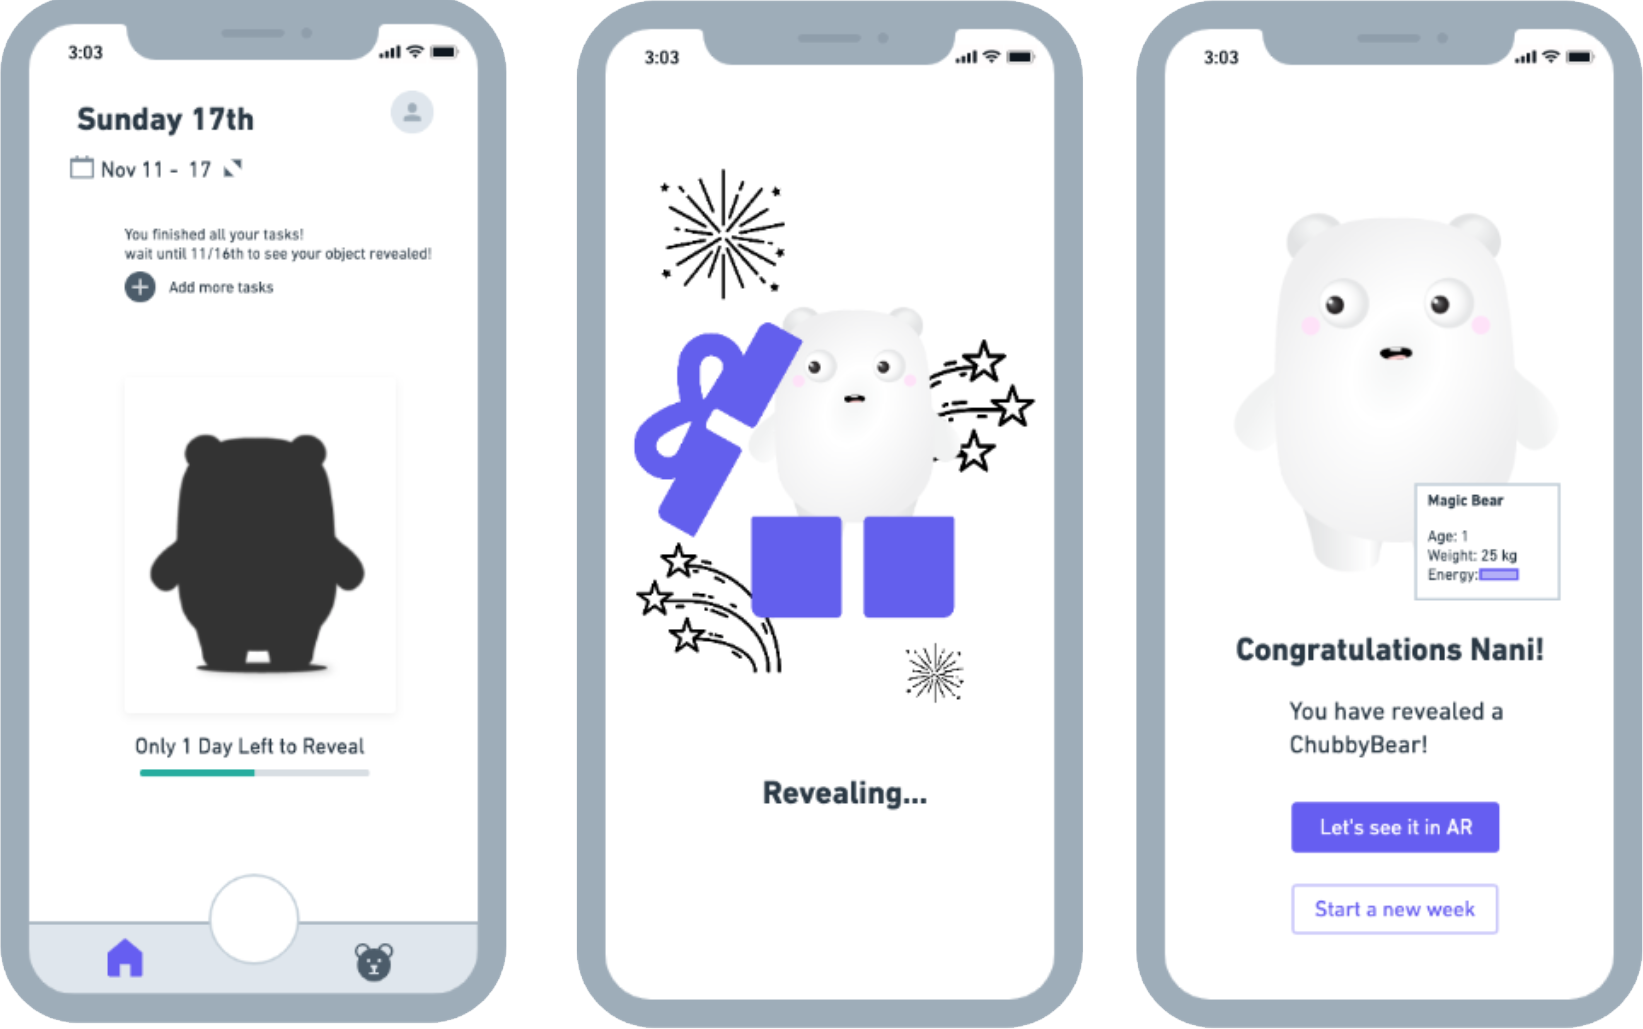 3:03
Sunday 17th
Nov 11 - 17
You finished all your tasks!
wait until 11/16th to see your object revealed!
Add more tasks
Only 1 Day Left to Reveal
3:03
Revealing...
3:03
Magic Bear
Age: 1
Weight: 25 kg
Energy:
Congratulations Nani!
You have revealed a
ChubbyBear!
Let's see it in AR
Start a new week